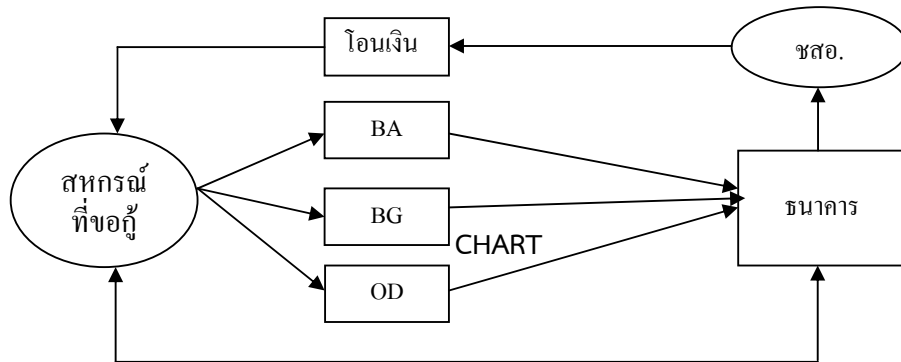 โอนเงิน
ชสอ.
BA
สหกรณ์
ที่ขอกู้
BG
ธนาคาร
CHART
OD